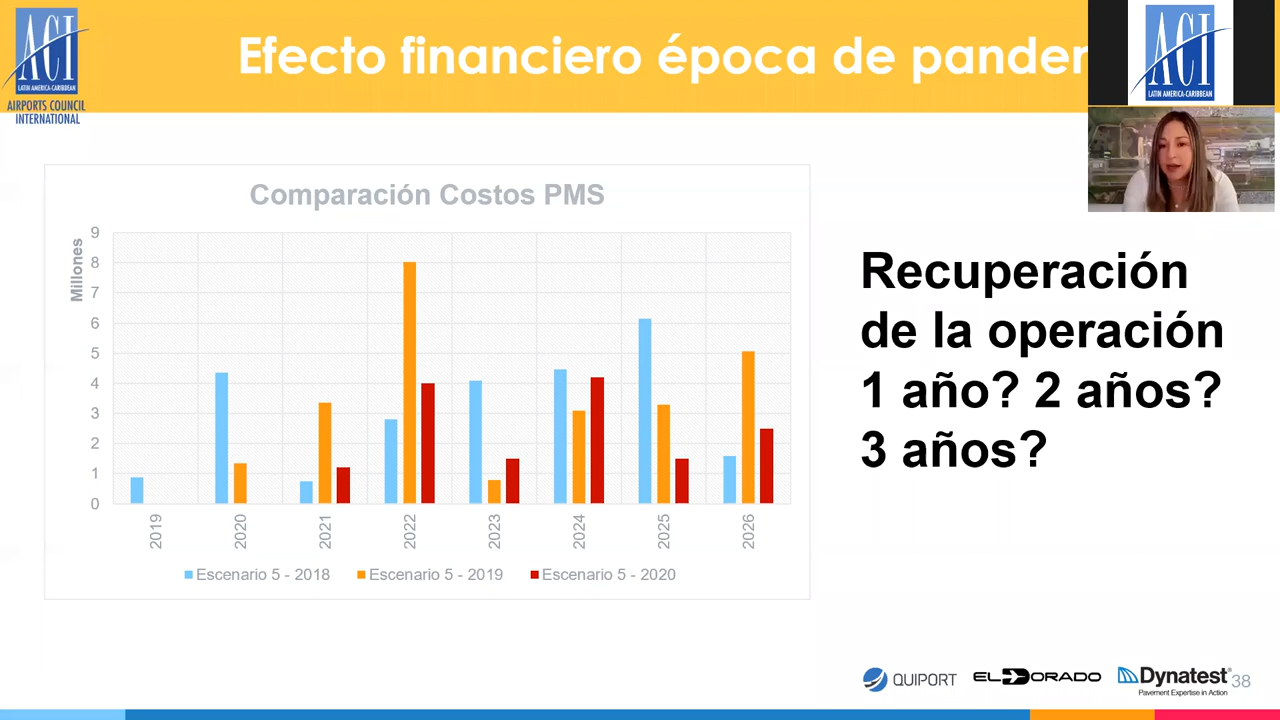 ACI
LATIN AMERICA-CARIBBEAN
AIRPORTS COUNCIL
INTERNATIONAL
Efecto financiero época de pander
ACI
LATIN AMERICA-CARIBBEAN
Comparación Costos PMS
Millones
9
8
7
6
5
4
3
2
1
0
2019 2020 2021 2022 2023 2024 2025 2026
Escenario 5 - 2018 Escenario 5 - 2019 Escenario 5 - 2020
Recuperación
de la operación
1 año? 2 años?
3 años?
QUIPORT
EL DORADO
Dynatest®
Pavement Expertise in Action
38